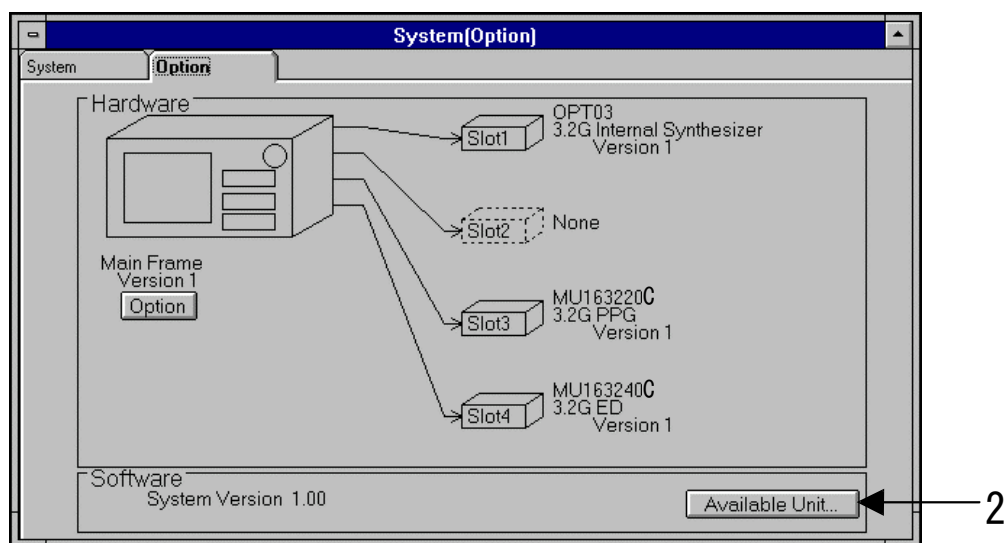 System(Option)
System
Option
Hardware
Slot1
OPT03
3.2G Internal Synthesizer
Version 1
Slot2
None
Main Frame
Version 1
Option
Slot3
MU163220C
3.2G PPG
Version 1
Slot4
MU163240C
3.2G ED
Version 1
Software
System Version 1.00
Available Unit...
2